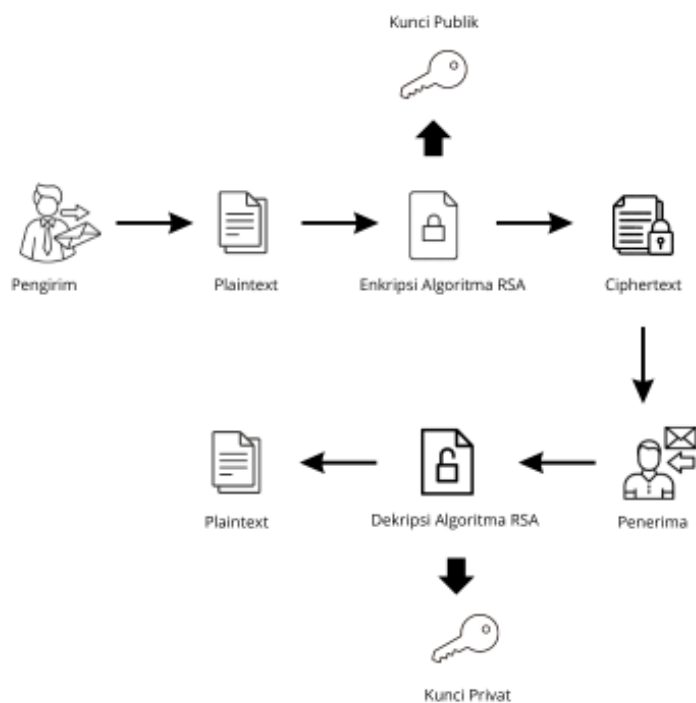 Kunci Publik
Pengirim
Plaintext
Enkripsi Algoritma RSA
Ciphertext
Plaintext
Dekripsi Algoritma RSA
Penerima
Kunci Privat